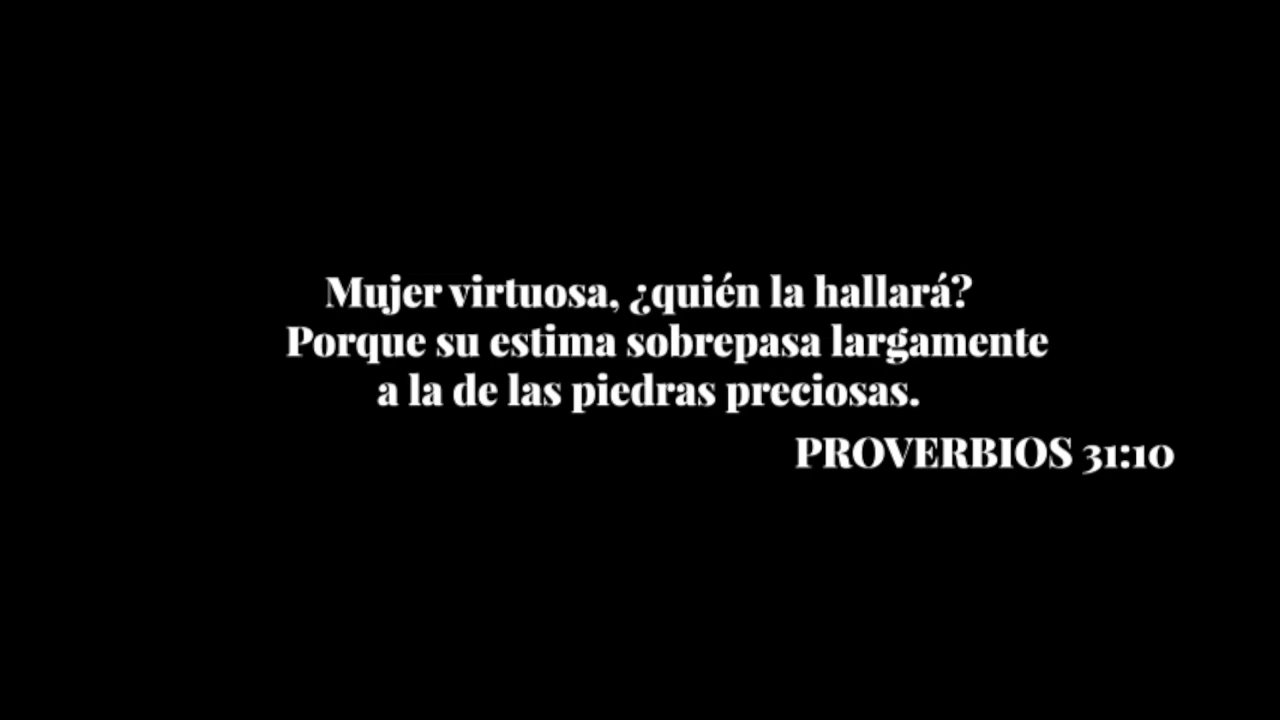 Mujer virtuosa, ¿quién la hallará?
Porque su estima sobrepasa largamente
a la de las piedras preciosas.
PROVERBIOS 31:10